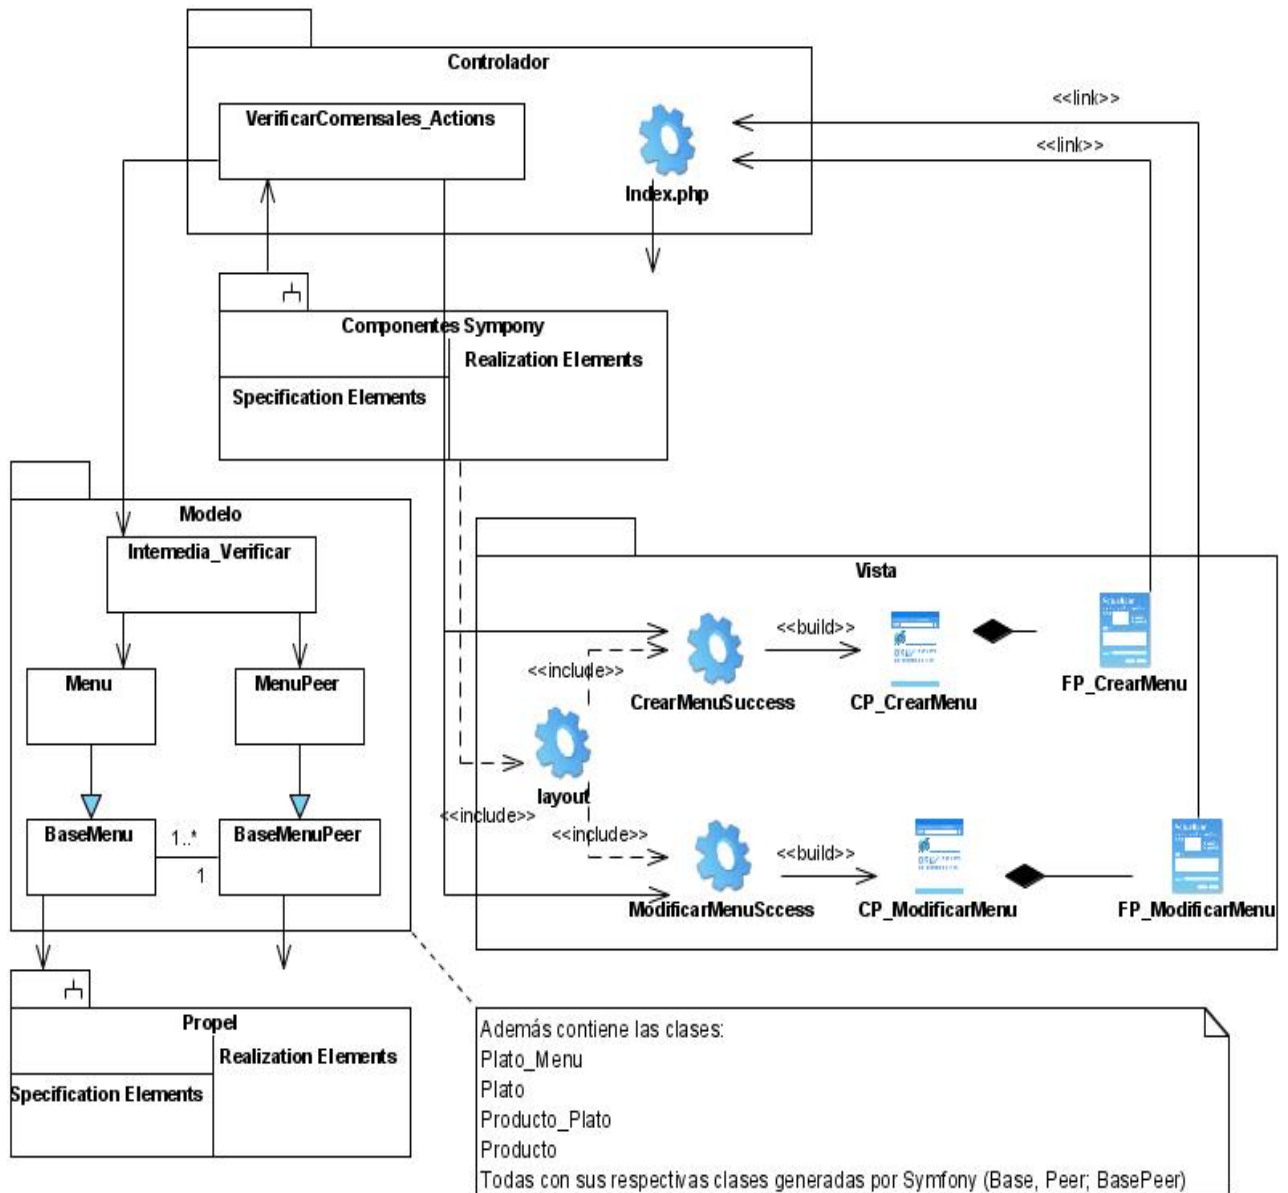 Controlador
VerificarComensales_Actions
Index.php
<<link>>
<<link>>
Componentes Sympony
Realization Elements
Specification Elements
Modelo
Intemedia_Verificar
Menu
MenuPeer
BaseMenu
1..*
1
BaseMenuPeer
Propel
Realization Elements
Specification Elements
Vista
<<include>>
CrearMenuSuccess
<<build>>
CP_CrearMenu
FP_CrearMenu
layout
<<include>>
<<include>>
ModificarMenuSccess
<<build>>
CP_ModificarMenu
FP_ModificarMenu
Además contiene las clases:
Plato_Menu
Plato
Producto_Plato
Producto
Todas con sus respectivas clases generadas por Symfony (Base, Peer; BasePeer)